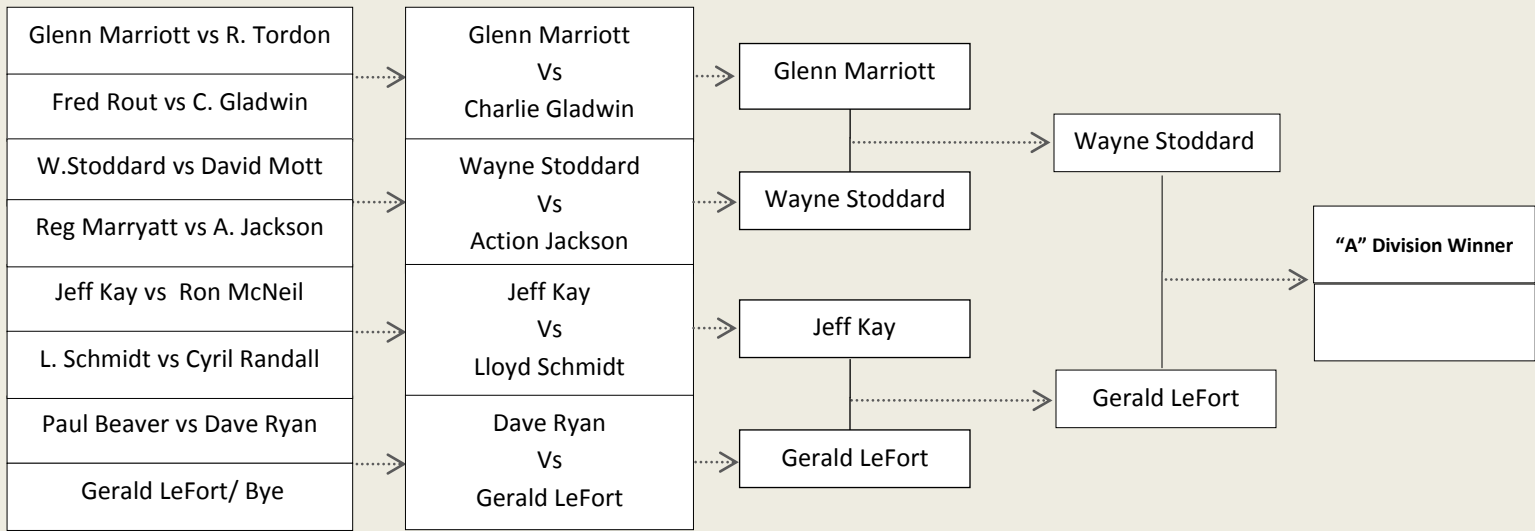 Glenn Marriott vs R. Tordon
Fred Rout vs C. Gladwin
W.Stoddard vs David Mott
Reg Marryatt vs A. Jackson
Jeff Kay vs Ron McNeil
L. Schmidt vs Cyril Randall
Paul Beaver vs Dave Ryan
Gerald LeFort/ Bye
Glenn Marriott
Vs
Charlie Gladwin
Wayne Stoddard
Vs
Action Jackson
Jeff Kay
Vs
Lloyd Schmidt
Dave Ryan
Vs
Gerald LeFort
Glenn Marriott
Wayne Stoddard
Jeff Kay
Gerald LeFort
Wayne Stoddard
Gerald LeFort
“A” Division Winner